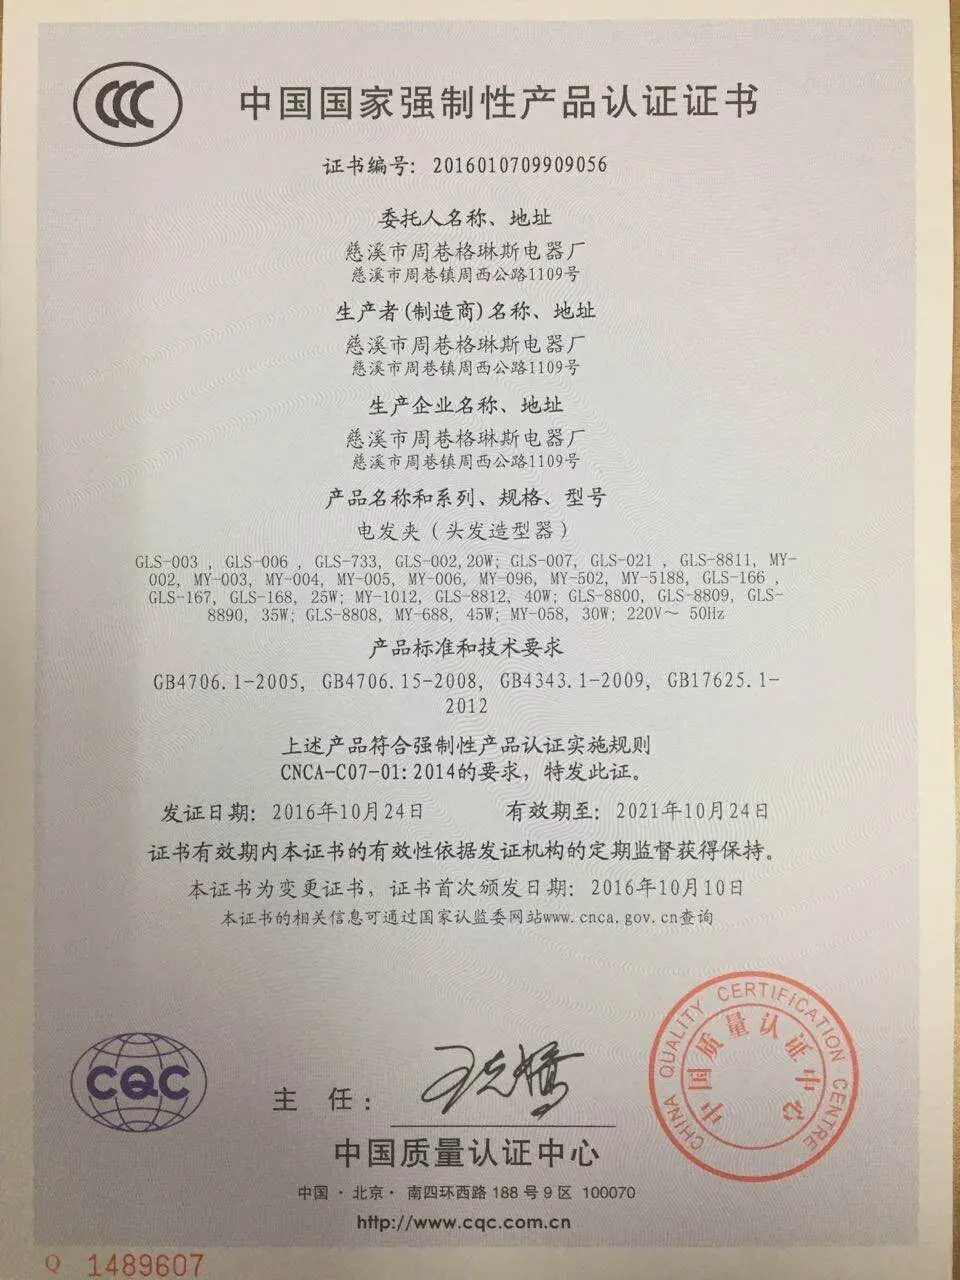 中国国家强制性产品认证证书
证书编号: 2016010709909056
委托人名称、地址
慈溪市周巷格琳斯电器厂
慈溪市周巷镇周西公路1109号
生产者(制造商)名称、地址
慈溪市周巷格琳斯电器厂
慈溪市周巷镇周西公路1109号
生产企业名称、地址
慈溪市周巷格琳斯电器厂
慈溪市周巷镇周西公路1109号
产品名称和系列、规格、型号
电发夹（头发造型器）
GLS-003 , GLS-006 , GLS-733, GLS-002,20W; GLS-007, GLS-021 , GLS-8811, MY-
002, MY-003, MY-004, MY-005, MY-006, MY-096, MY-502, MY-5188, GLS-166 ,
GLS-167, GLS-168, 25W; MY-1012, GLS-8812, 40W; GLS-8800, GLS-8809, GLS-
8890, 35W; GLS-8808, MY-688, 45W; MY-058, 30W; 220V～ 50Hz
产品标准和技术要求
GB4706.1-2005, GB4706.15-2008, GB4343.1-2009, GB17625.1-
2012
上述产品符合强制性产品认证实施规则
CNCA-C07-01:2014的要求，特发此证。
发证日期: 2016年10月24日 有效期至: 2021年10月24日
证书有效期内本证书的有效性依据发证机构的定期监督获得保持。
本证书为变更证书，证书首次颁发日期: 2016年10月10日
本证书的相关信息可通过国家认监委网站www.cnca.gov.cn查询
CHINA QUALITY CERTIFICATION CENTRE
中国质量认证中心
CQC
主 任:
中国质量认证中心
中国·北京· 南四环西路 188 号 9 区 100070
http://www.cqc.com.cn
Q 1489607